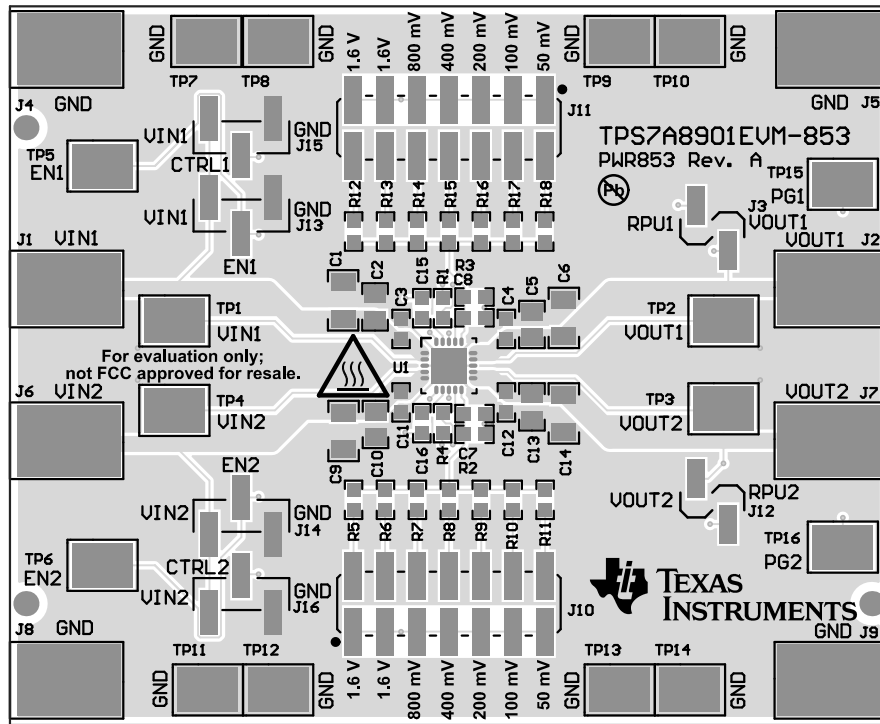 1.6 V
1.6V
800 mV
400 mV
200 mV
100 mV
50 mV
GND
TP7
TP8
GND
GND
TP9
TP10
GND
J4
GND
GND
J5
J11
VIN1
GND
J15
TPS7A8901EVM-853
PWR853 Rev. A
Pb
TP5
EN1
CTRL1
TP15
PG1
R12
R13
R14
R15
R16
R17
R18
VIN1
GND
J13
J3
RPU1
VOUT1
J1
VIN1
EN1
VOUT1
J2
C1
C2
C15
R1
R3
C8
C3
C4
C5
C6
TP1
VIN1
TP2
VOUT1
For evaluation only;
not FCC approved for resale.
U1
J6
VIN2
TP4
VIN2
TP3
VOUT2
VOUT2
J7
C9
C10
C11
C16
R4
C7
R2
C12
C13
C14
EN2
VIN2
GND
J14
VOUT2
RPU2
J12
R5
R6
R7
R8
R9
R10
R11
TP6
EN2
CTRL2
TP16
PG2
VIN2
GND
J16
J10
TEXAS
INSTRUMENTS
J8
GND
GND
J9
GND
TP11
TP12
GND
GND
TP13
TP14
GND
1.6 V
1.6 V
800 mV
400 mV
200 mV
100 mV
50 mV